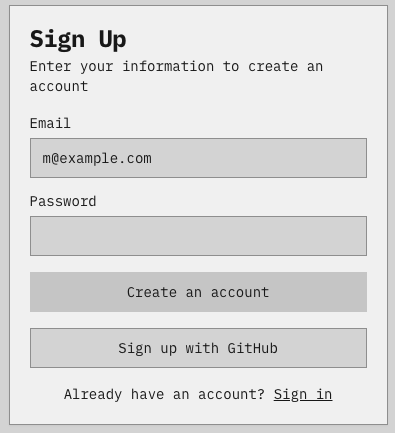 Sign Up
Enter your information to create an
account
Email
m@example.com
Password
Create an account
Sign up with GitHub
Already have an account? Sign in